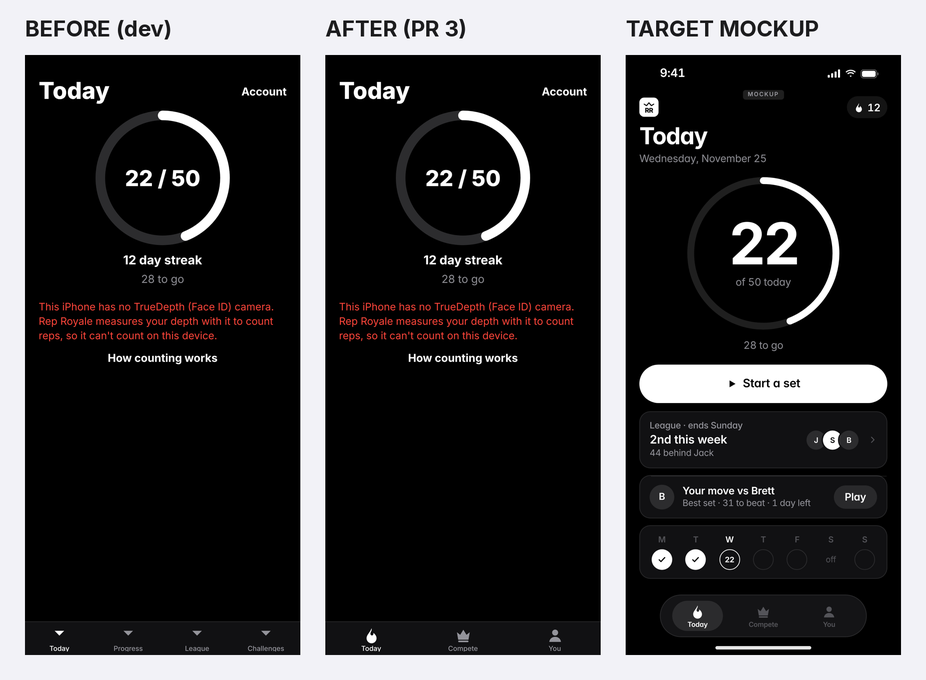 BEFORE (dev)
Today
Account
22 / 50
12 day streak
28 to go
This iPhone has no TrueDepth (Face ID) camera.
Rep Royale measures your depth with it to count
reps, so it can't count on this device.
How counting works
Today
Progress
League
Challenges
AFTER (PR 3)
Today
Account
22 / 50
12 day streak
28 to go
This iPhone has no TrueDepth (Face ID) camera.
Rep Royale measures your depth with it to count
reps, so it can't count on this device.
How counting works
Today
Compete
You
TARGET MOCKUP
9:41
MOCKUP
RR
12
Today
Wednesday, November 25
22
of 50 today
28 to go
Start a set
League · ends Sunday
2nd this week
44 behind Jack
J S B
B
Your move vs Brett
Best set · 31 to beat · 1 day left
Play
M T W T F S S
22 off
Today
Compete
You